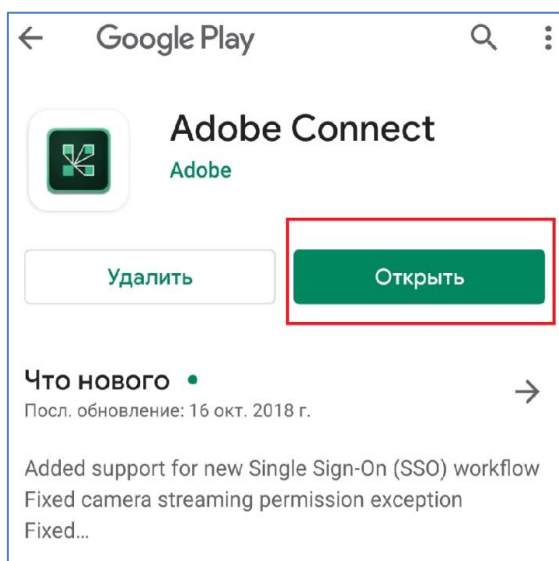 Google Play
Adobe Connect
Adobe
Удалить
Открыть
Что нового
Посл. обновление: 16 окт. 2018 г.
Added support for new Single Sign-On (SSO) workflow
Fixed camera streaming permission exception
Fixed...